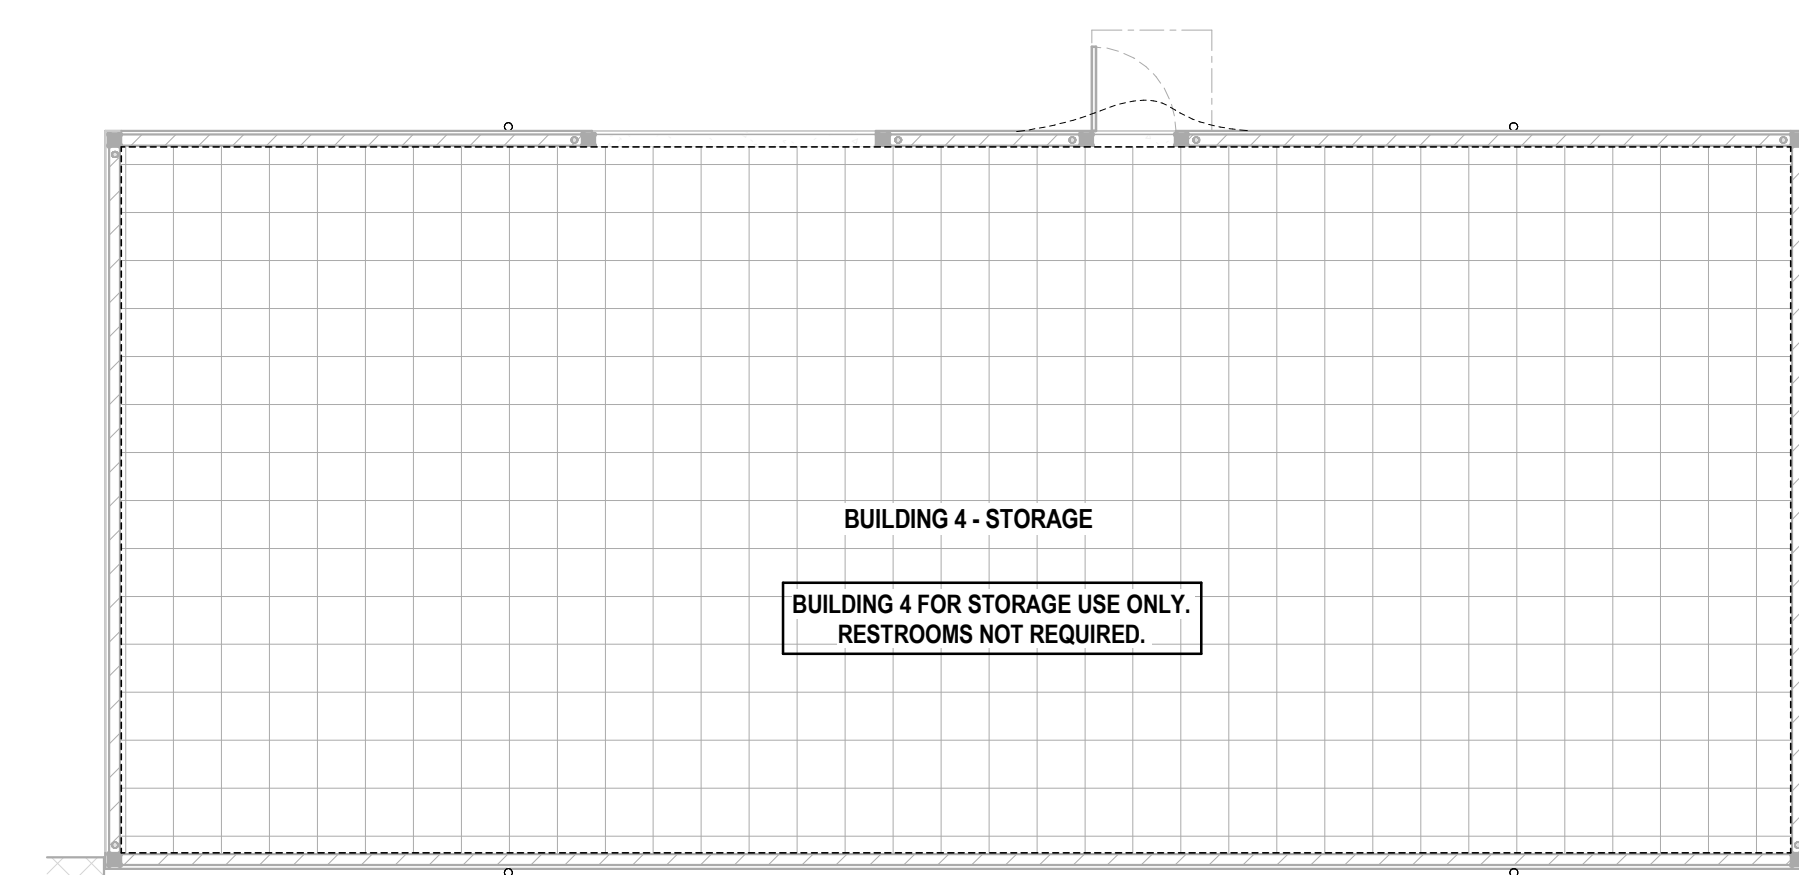 BUILDING 4 - STORAGE
BUILDING 4 FOR STORAGE USE ONLY.
RESTROOMS NOT REQUIRED.